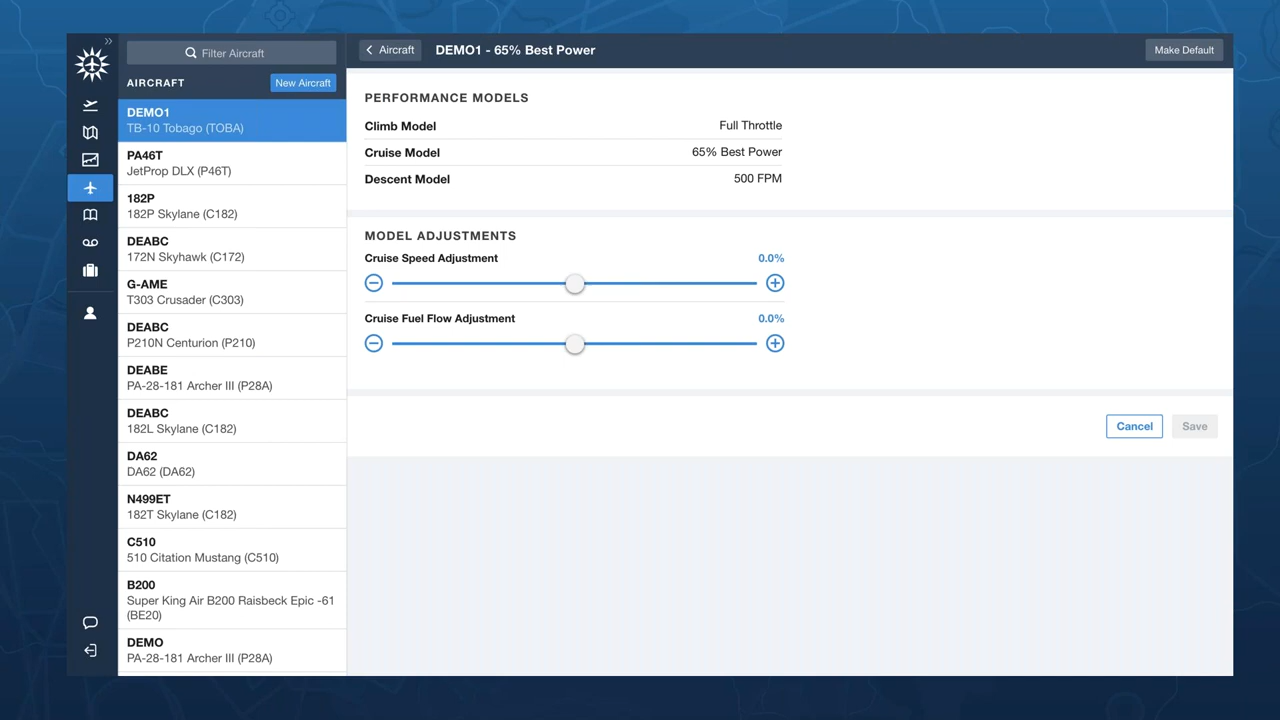 Filter Aircraft
AIRCRAFT
New Aircraft
DEMO1
TB-10 Tobago (TOBA)
PA46T
JetProp DLX (P46T)
182P
182P Skylane (C182)
DEABC
172N Skyhawk (C172)
G-AME
T303 Crusader (C303)
DEABC
P210N Centurion (P210)
DEABE
PA-28-181 Archer III (P28A)
DEABC
182L Skylane (C182)
DA62
DA62 (DA62)
N499ET
182T Skylane (C182)
C510
510 Citation Mustang (C510)
B200
Super King Air B200 Raisbeck Epic -61
(BE20)
DEMO
PA-28-181 Archer III (P28A)
Aircraft
DEMO1 - 65% Best Power
Make Default
PERFORMANCE MODELS
Climb Model Full Throttle
Cruise Model 65% Best Power
Descent Model 500 FPM
MODEL ADJUSTMENTS
Cruise Speed Adjustment 0.0%
Cruise Fuel Flow Adjustment 0.0%
Cancel
Save